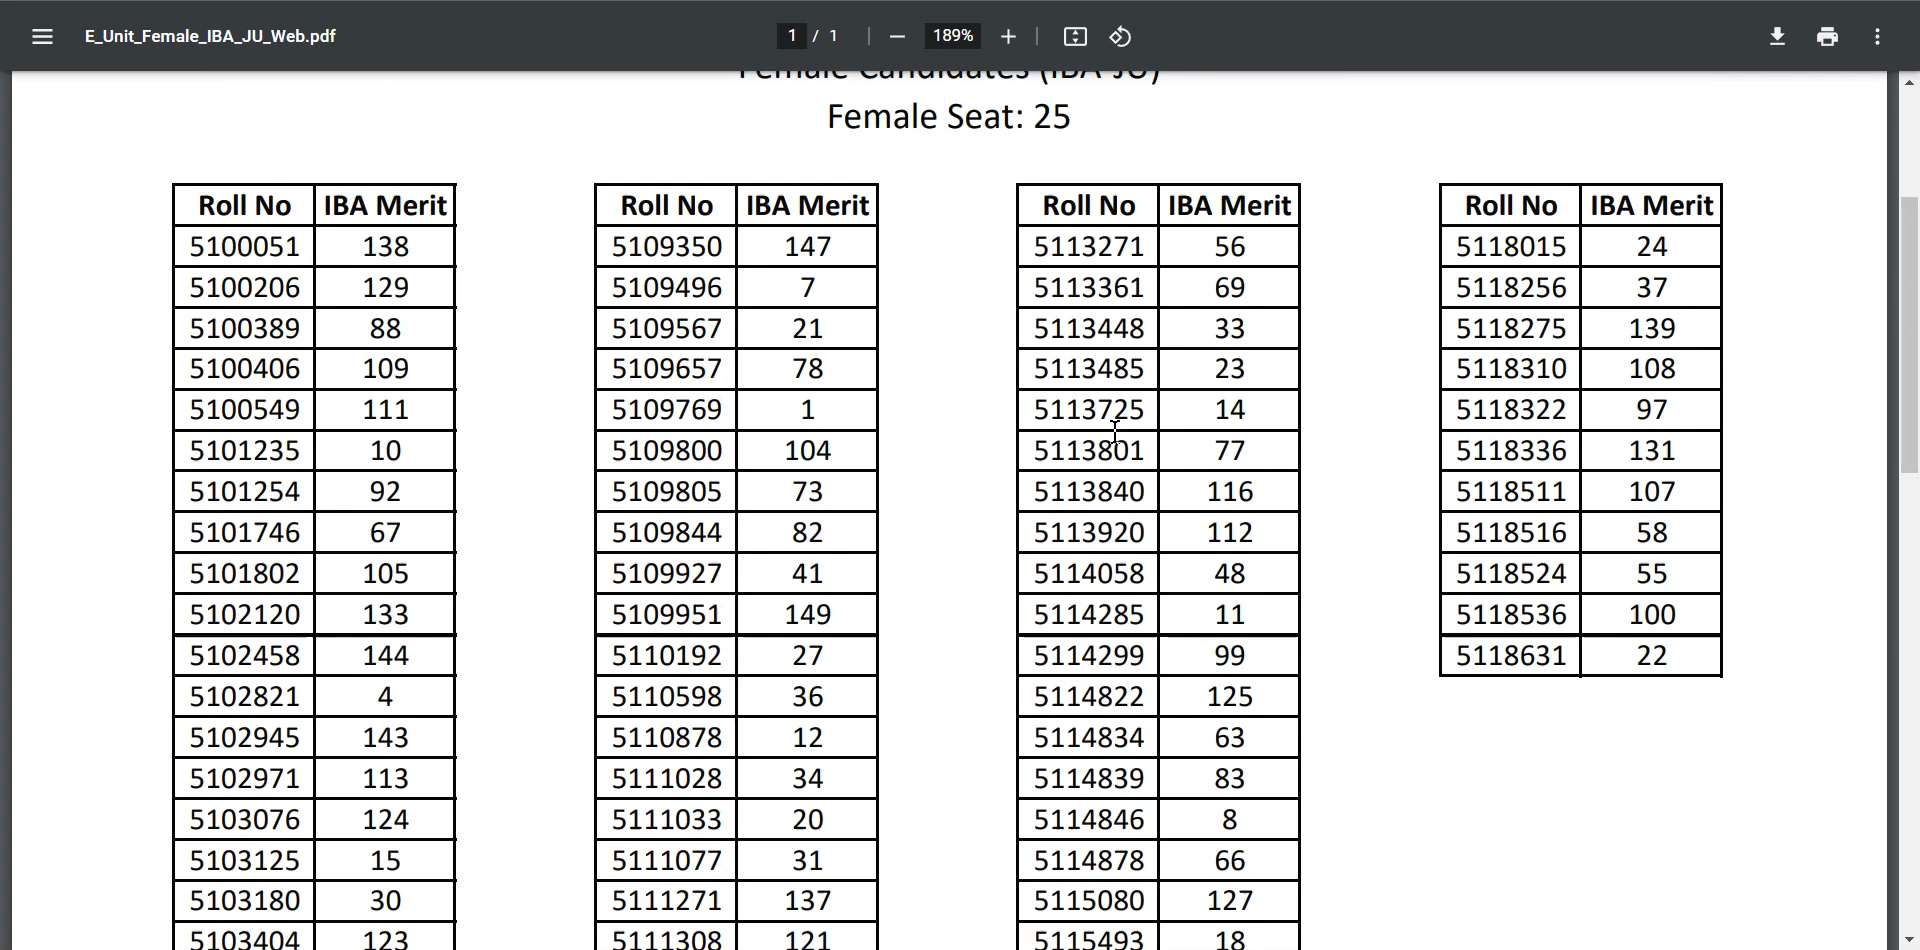 E_Unit_Female_IBA_JU_Web.pdf
1 / 1
189%
Female Candidates (IBA-JU)
Female Seat: 25
Roll No IBA Merit Roll No IBA Merit Roll No IBA Merit Roll No IBA Merit
5100051 138 5109350 147 5113271 56 5118015 24
5100206 129 5109496 7 5113361 69 5118256 37
5100389 88 5109567 21 5113448 33 5118275 139
5100406 109 5109657 78 5113485 23 5118310 108
5100549 111 5109769 1 5113725 14 5118322 97
5101235 10 5109800 104 5113801 77 5118336 131
5101254 92 5109805 73 5113840 116 5118511 107
5101746 67 5109844 82 5113920 112 5118516 58
5101802 105 5109927 41 5114058 48 5118524 55
5102120 133 5109951 149 5114285 11 5118536 100
5102458 144 5110192 27 5114299 99 5118631 22
5102821 4 5110598 36 5114822 125
5102945 143 5110878 12 5114834 63
5102971 113 5111028 34 5114839 83
5103076 124 5111033 20 5114846 8
5103125 15 5111077 31 5114878 66
5103180 30 5111271 137 5115080 127
5103404 123 5111308 121 5115493 18